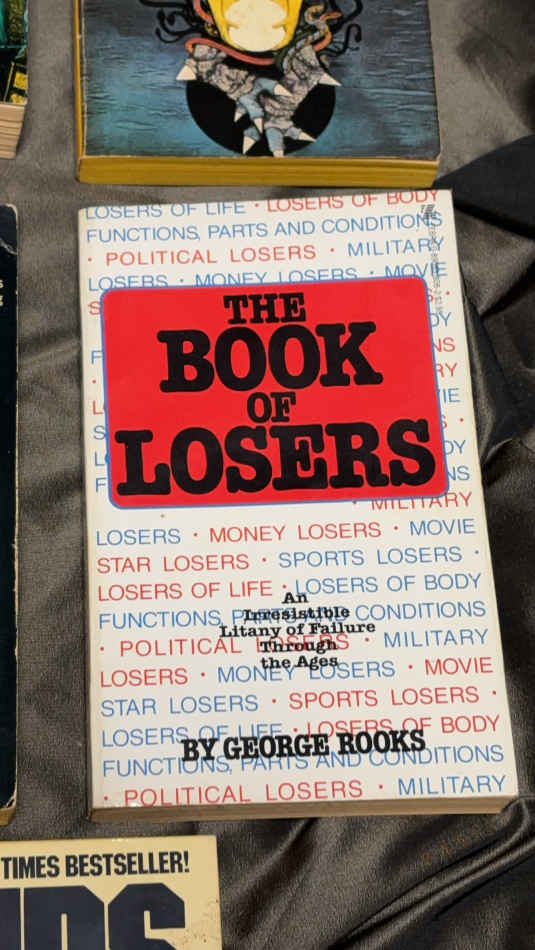 LOSERS OF LIFE · LOSERS OF BODY
FUNCTIONS, PARTS AND CONDITIONS
· POLITICAL LOSERS · MILITARY
LOSERS · MONEY LOSERS · MOVIE
THE
BOOK
OF
LOSERS
MILITARY
LOSERS · MONEY LOSERS · MOVIE
STAR LOSERS · SPORTS LOSERS ·
LOSERS OF LIFE · LOSERS OF BODY
An
FUNCTIONS, PARTS AND CONDITIONS
Irresistible
Litany of Failure
· POLITICAL LOSERS · MILITARY
Through
the Ages
LOSERS · MONEY LOSERS · MOVIE
STAR LOSERS · SPORTS LOSERS ·
LOSERS OF LIFE · LOSERS OF BODY
BY GEORGE ROOKS
FUNCTIONS, PARTS AND CONDITIONS
· POLITICAL LOSERS · MILITARY
TIMES BESTSELLER!